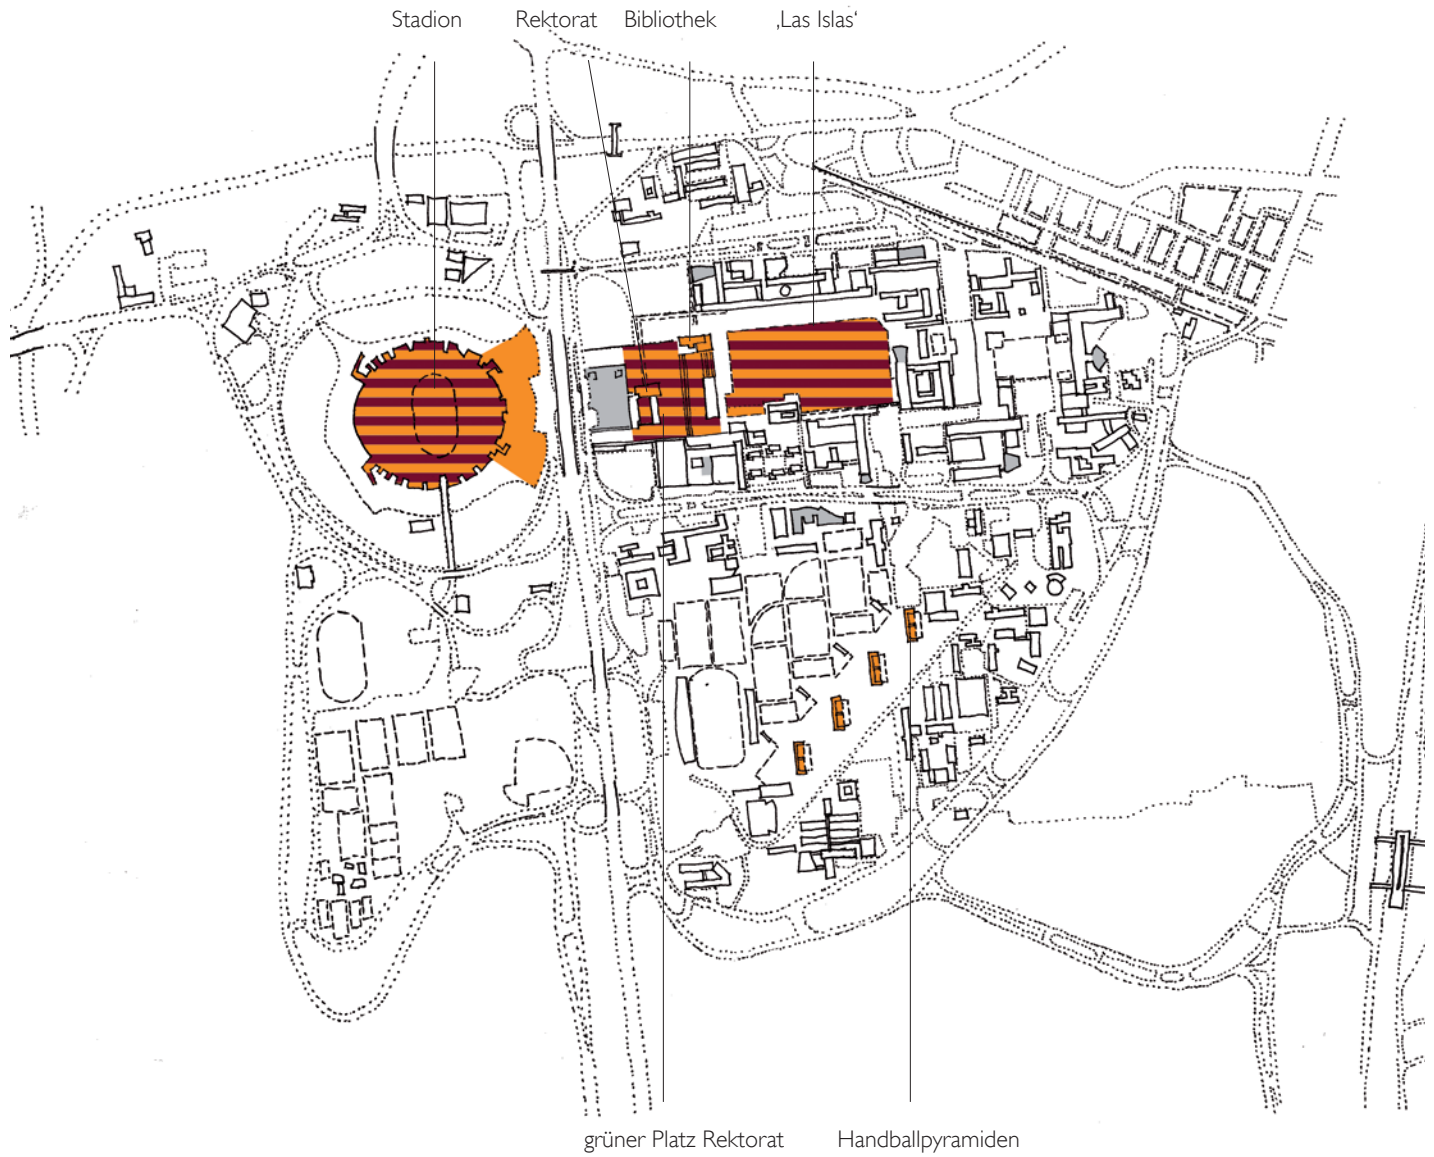 Stadion
Rektorat
Bibliothek
‚Las Islas‘
grüner Platz Rektorat
Handballpyramiden